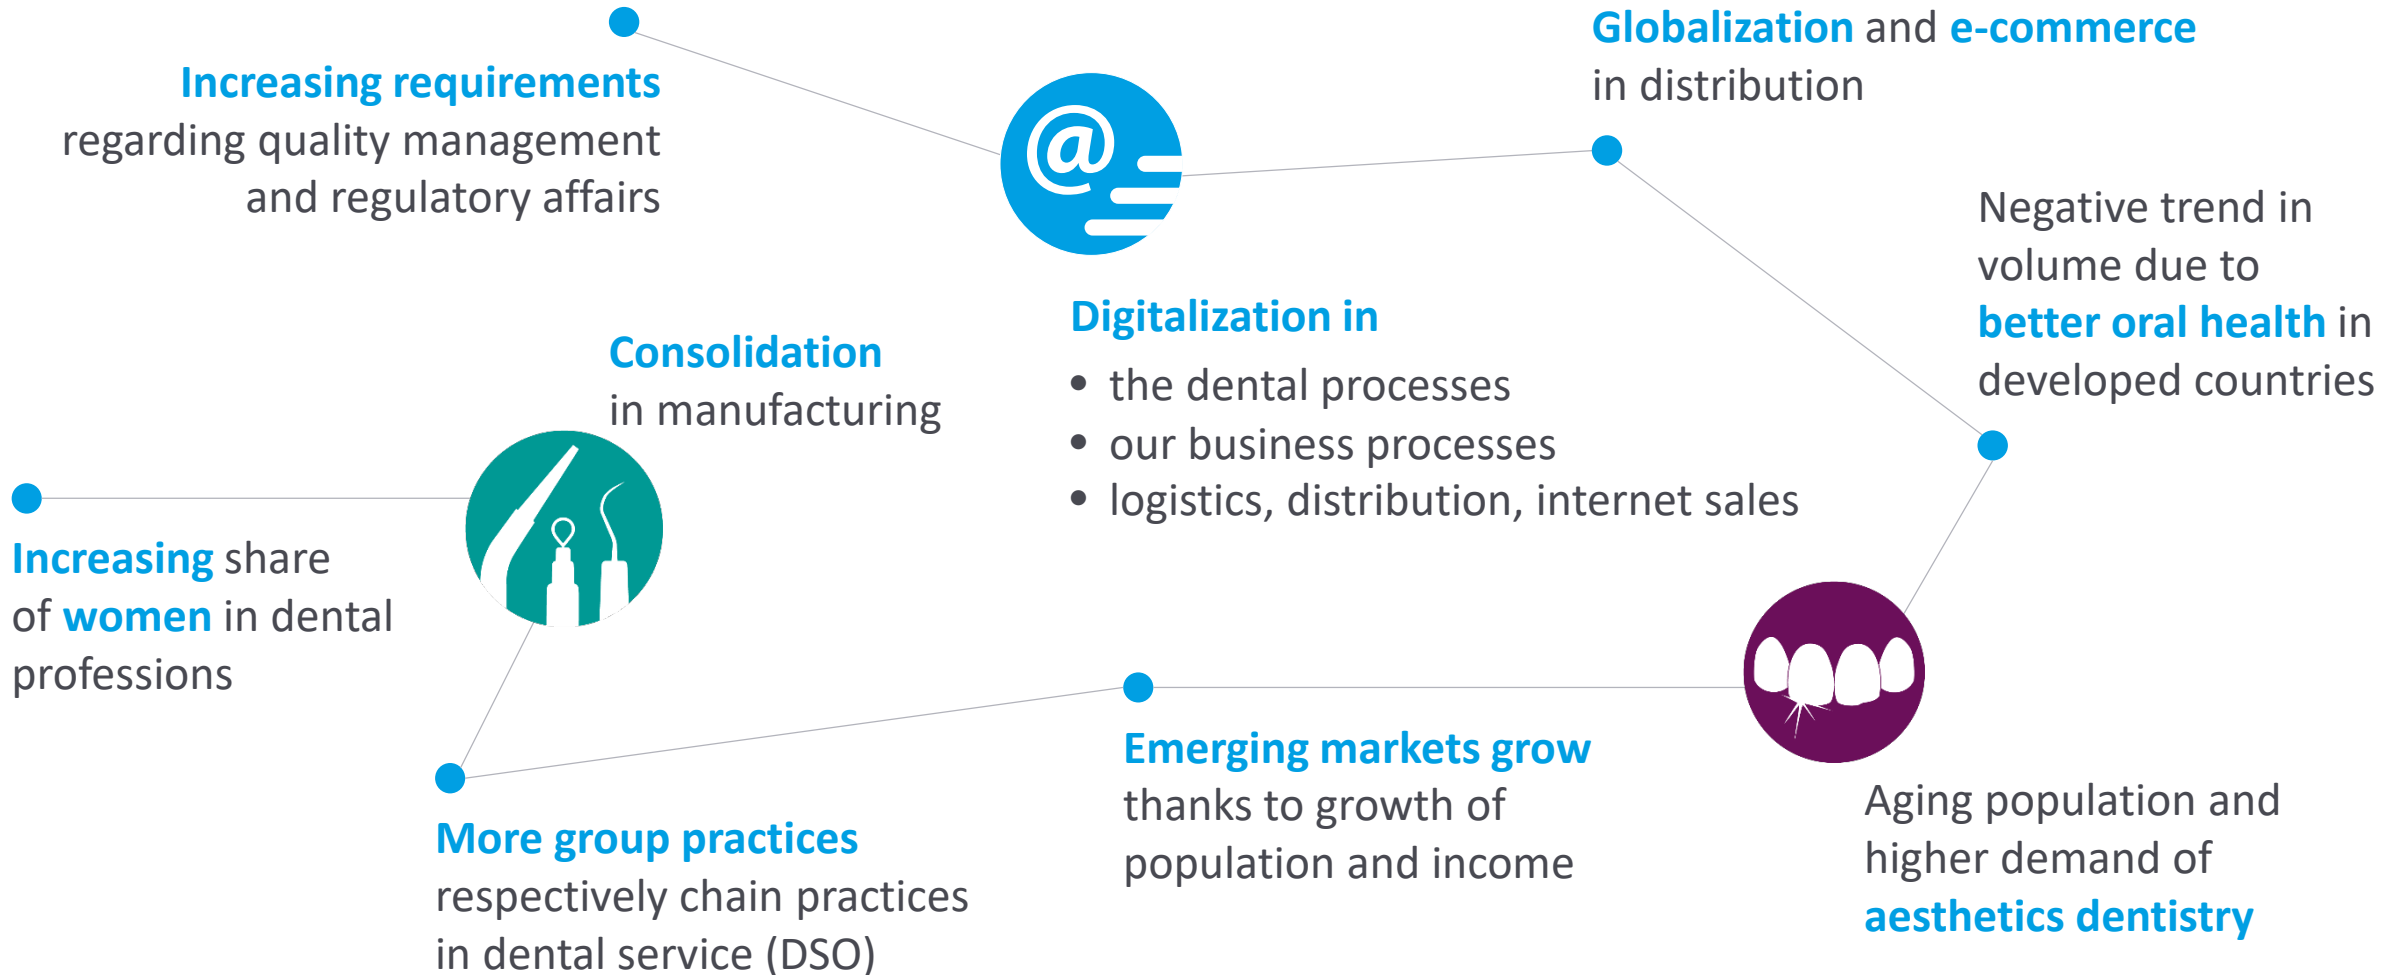 Increasing requirements
regarding quality management
and regulatory affairs
@
Globalization and e-commerce
in distribution
Negative trend in
volume due to
better oral health in
developed countries
Digitalization in
• the dental processes
• our business processes
• logistics, distribution, internet sales
Consolidation
in manufacturing
Increasing share
of women in dental
professions
More group practices
respectively chain practices
in dental service (DSO)
Emerging markets grow
thanks to growth of
population and income
Aging population and
higher demand of
aesthetics dentistry